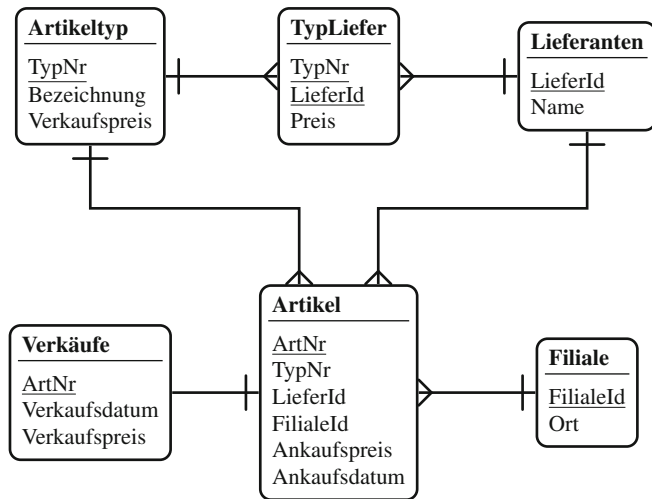 Artikeltyp
TypNr
Bezeichnung
Verkaufspreis
TypLiefer
TypNr
LieferId
Preis
Lieferanten
LieferId
Name
Verkäufe
ArtNr
Verkaufsdatum
Verkaufspreis
Artikel
ArtNr
TypNr
LieferId
FilialeId
Ankaufspreis
Ankaufsdatum
Filiale
FilialeId
Ort